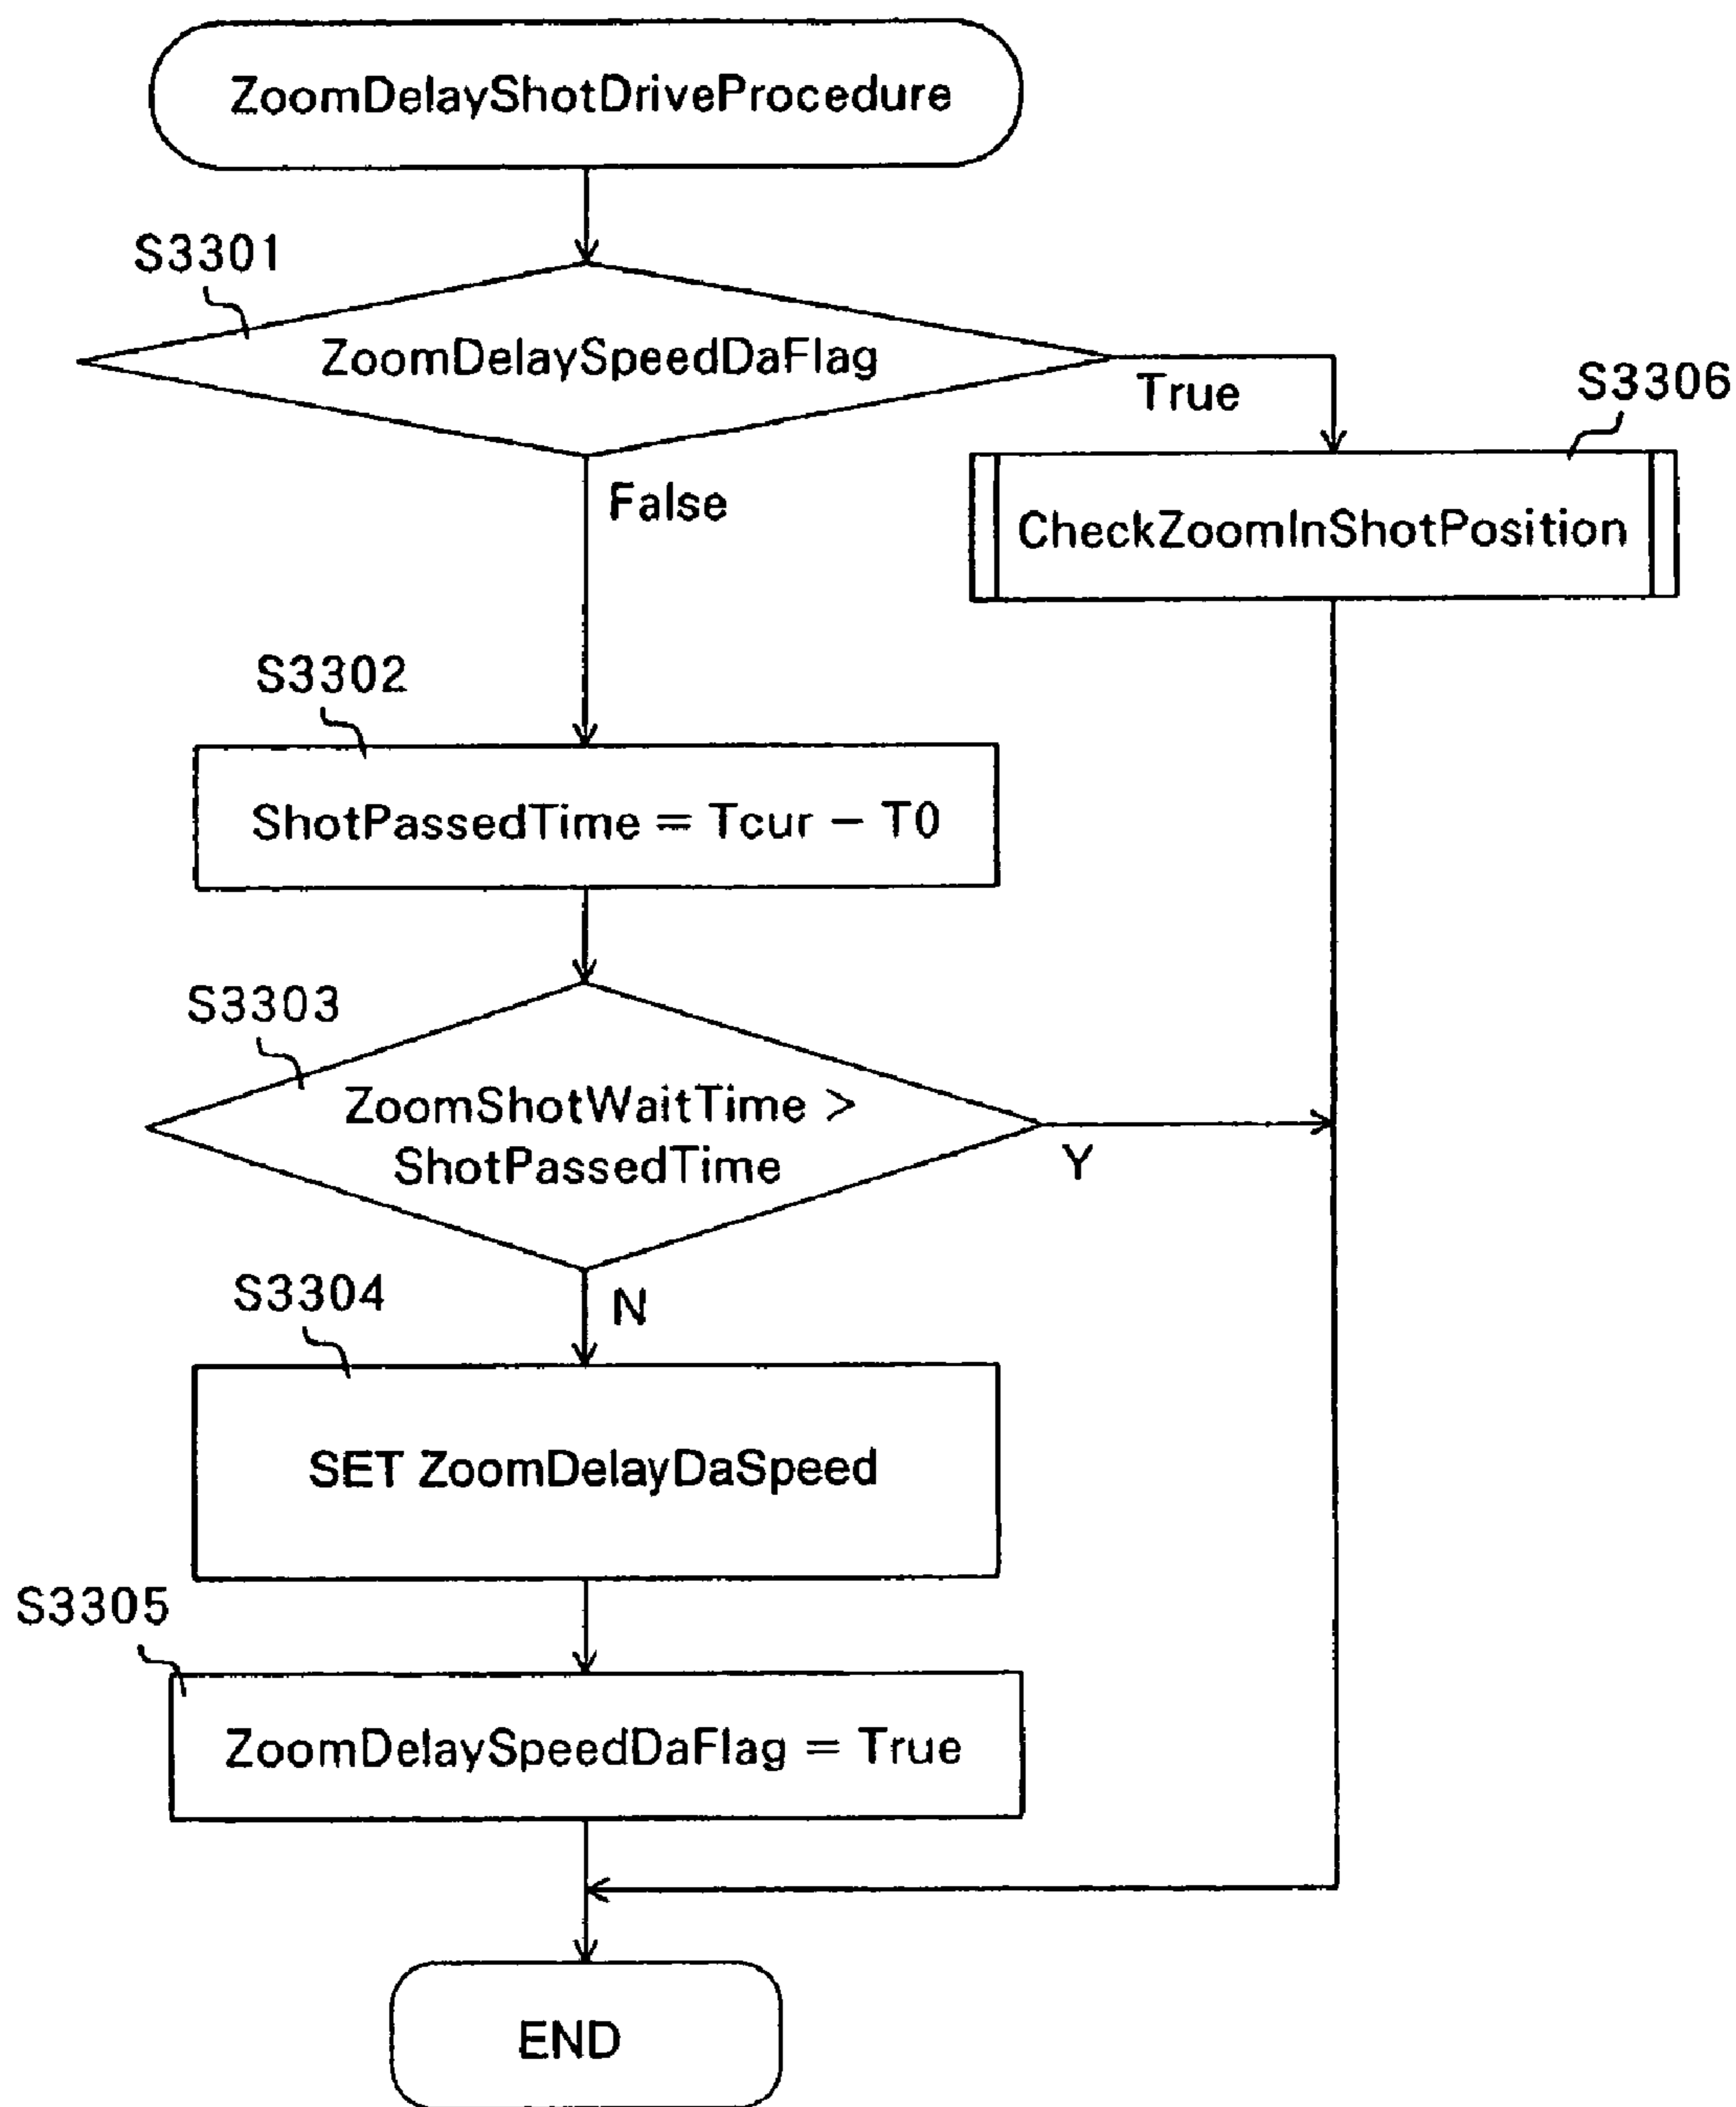 ZoomDelayShotDriveProcedure
S3301
ZoomDelaySpeedDaFlag
True
S3306
False
CheckZoomInShotPosition
S3302
ShotPassedTime = Tcur − T0
S3303
ZoomShotWaitTime >
ShotPassedTime
Y
S3304
N
SET ZoomDelayDaSpeed
S3305
ZoomDelaySpeedDaFlag = True
END